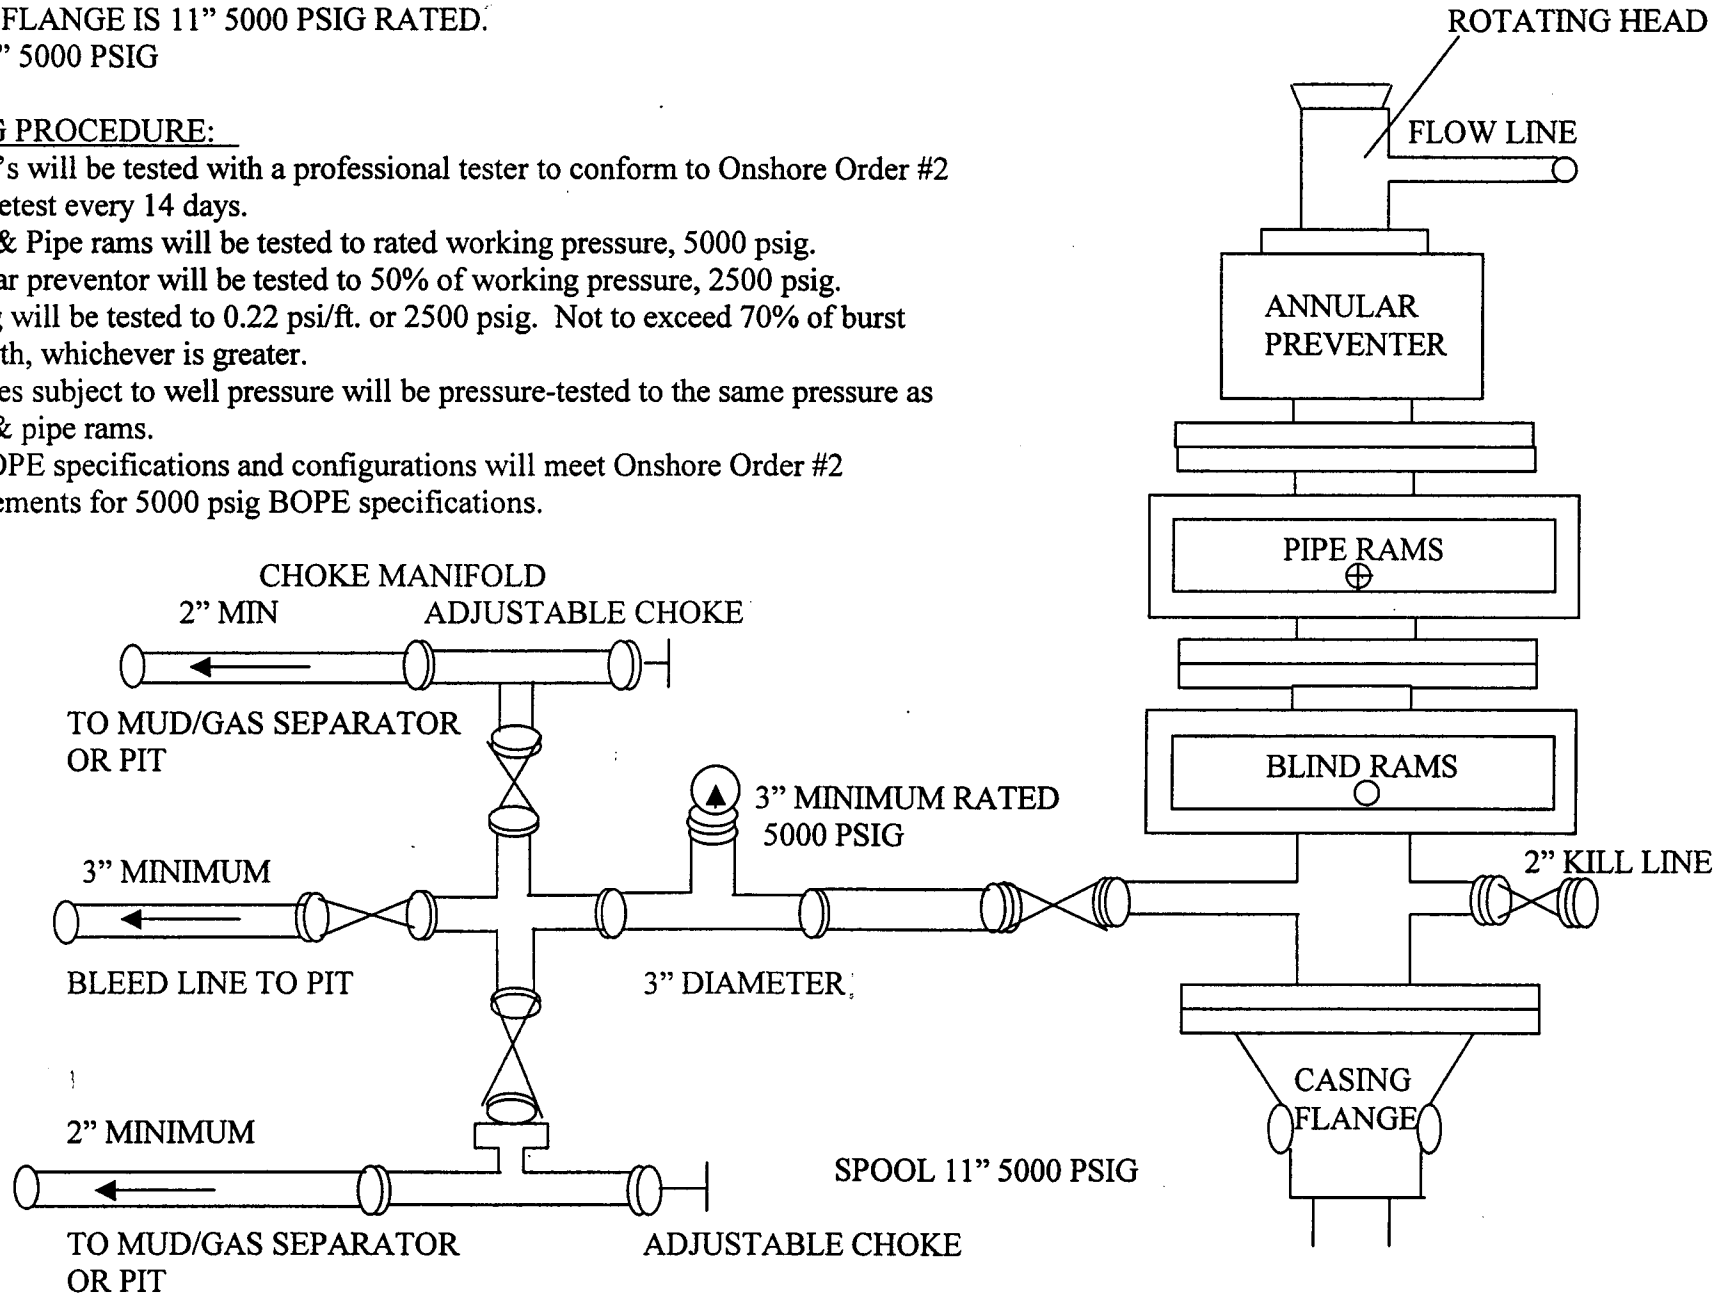 FLANGE IS 11” 5000 PSIG RATED.
” 5000 PSIG
G PROCEDURE:
’s will be tested with a professional tester to conform to Onshore Order #2
etest every 14 days.
& Pipe rams will be tested to rated working pressure, 5000 psig.
ar preventor will be tested to 50% of working pressure, 2500 psig.
g will be tested to 0.22 psi/ft. or 2500 psig.  Not to exceed 70% of burst
th, whichever is greater.
es subject to well pressure will be pressure-tested to the same pressure as
& pipe rams.
OPE specifications and configurations will meet Onshore Order #2
ements for 5000 psig BOPE specifications.
ROTATING HEAD
FLOW LINE
ANNULAR
PREVENTER
PIPE RAMS
BLIND RAMS
2” KILL LINE
CHOKE MANIFOLD
2” MIN
ADJUSTABLE CHOKE
TO MUD/GAS SEPARATOR
OR PIT
3” MINIMUM RATED
5000 PSIG
3” MINIMUM
BLEED LINE TO PIT
3” DIAMETER
CASING
FLANGE
2” MINIMUM
SPOOL 11” 5000 PSIG
TO MUD/GAS SEPARATOR
OR PIT
ADJUSTABLE CHOKE